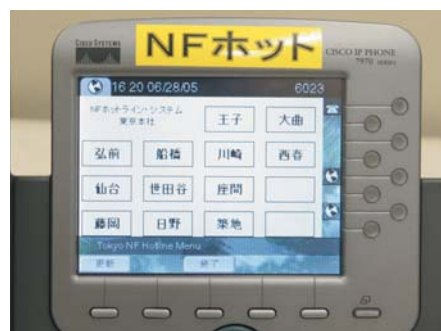 NFホット
CISCO SYSTEMS
CISCO IP PHONE
7970 SERIES
16 20 06/28/05 6023
NFホットライン・システム
東京本社
王子 大曲
弘前 船橋 川崎 西春
仙台 世田谷 座間
藤岡 日野 築地
Tokyo NF Hotline Menu
更新 終了